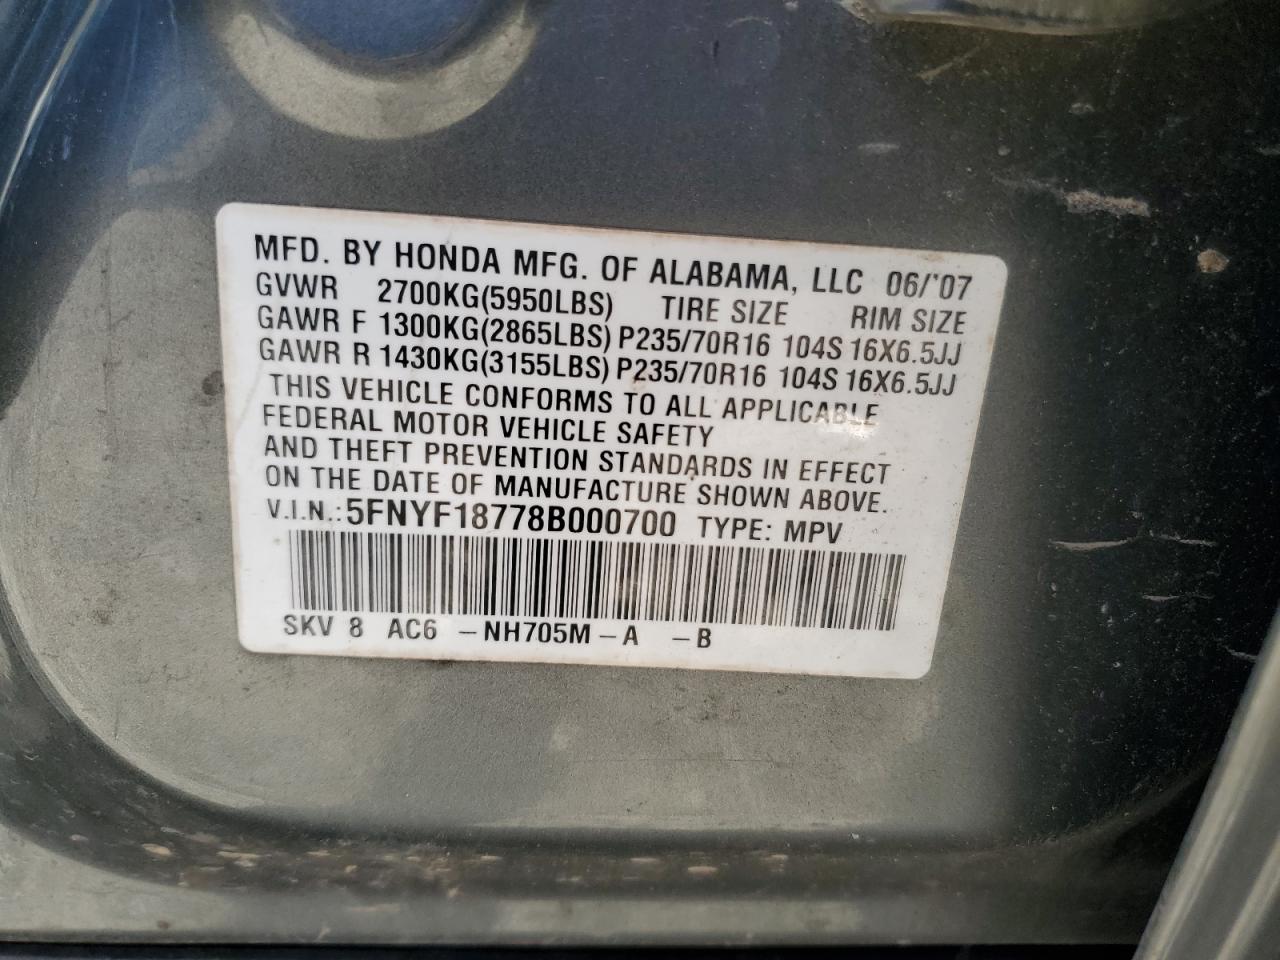 MFD. BY HONDA MFG. OF ALABAMA, LLC 06/'07
GVWR 2700KG(5950LBS) TIRE SIZE RIM SIZE
GAWR F 1300KG(2865LBS) P235/70R16 104S 16X6.5JJ
GAWR R 1430KG(3155LBS) P235/70R16 104S 16X6.5JJ
THIS VEHICLE CONFORMS TO ALL APPLICABLE
FEDERAL MOTOR VEHICLE SAFETY
AND THEFT PREVENTION STANDARDS IN EFFECT
ON THE DATE OF MANUFACTURE SHOWN ABOVE.
V.I.N.:5FNYF18778B000700 TYPE: MPV
SKV 8 AC6 -NH705M-A -B